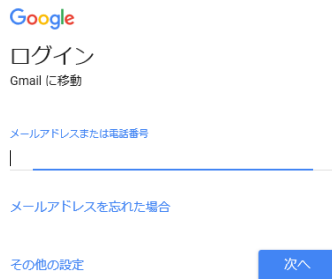 Google
ログイン
Gmail に移動
メールアドレスまたは電話番号
メールアドレスを忘れた場合
その他の設定
次へ